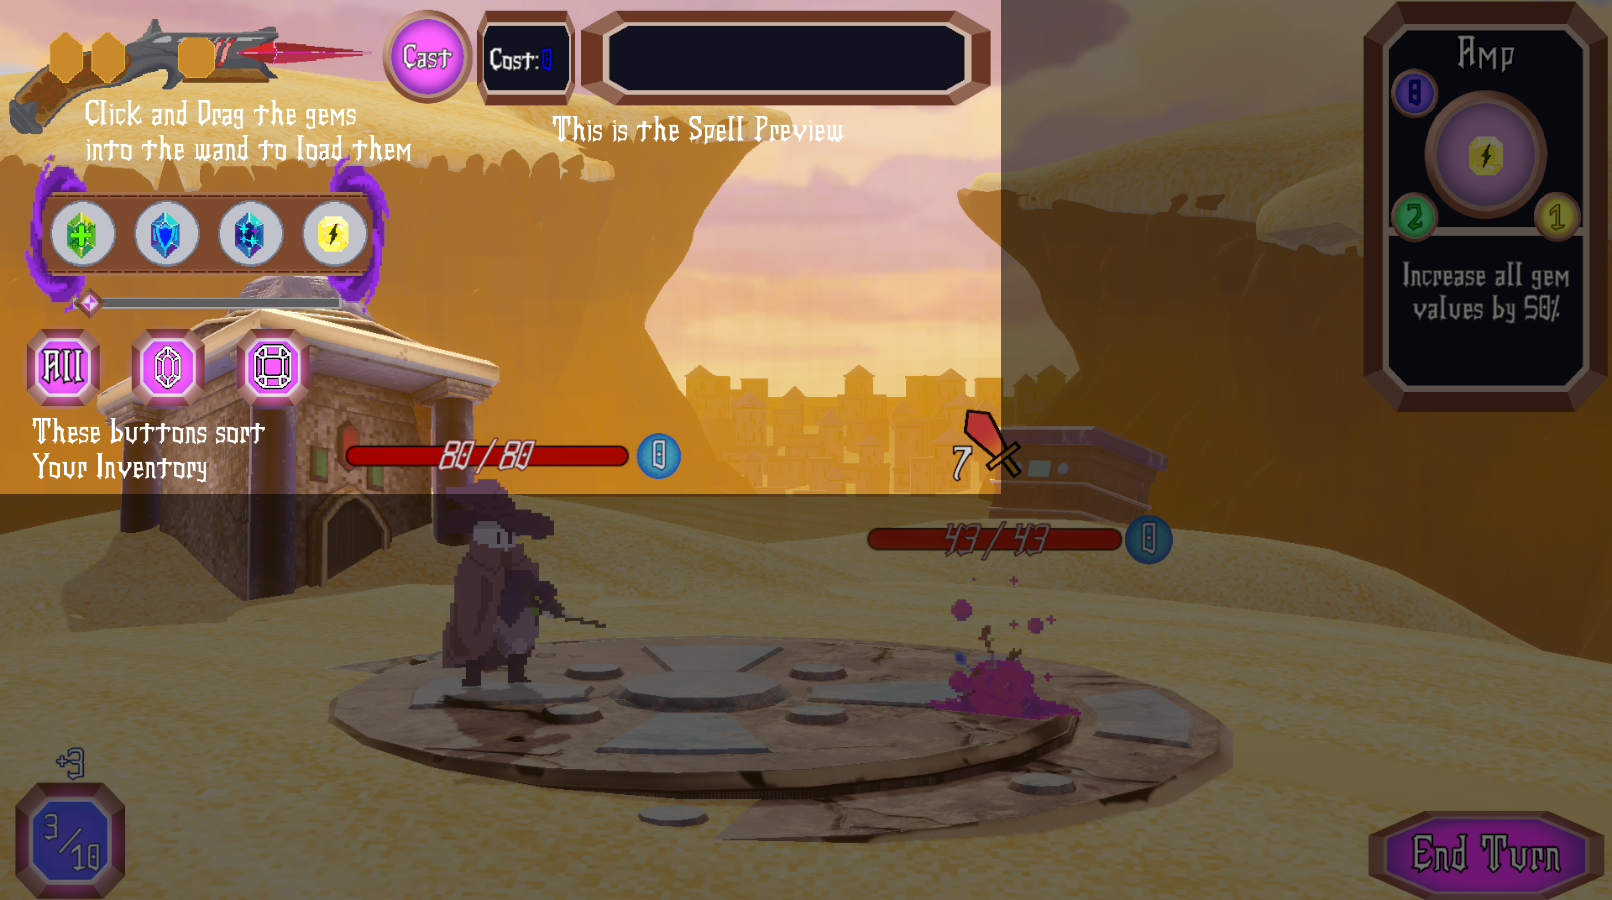 Cast
Cost:0
Click and Drag the gems
into the wand to load them
This is the Spell Preview
All
These buttons sort
Your Inventory
80/80
0
7
43/43
0
Amp
0
2
1
Increase all gem
values by 50%
+3
3/10
End Turn